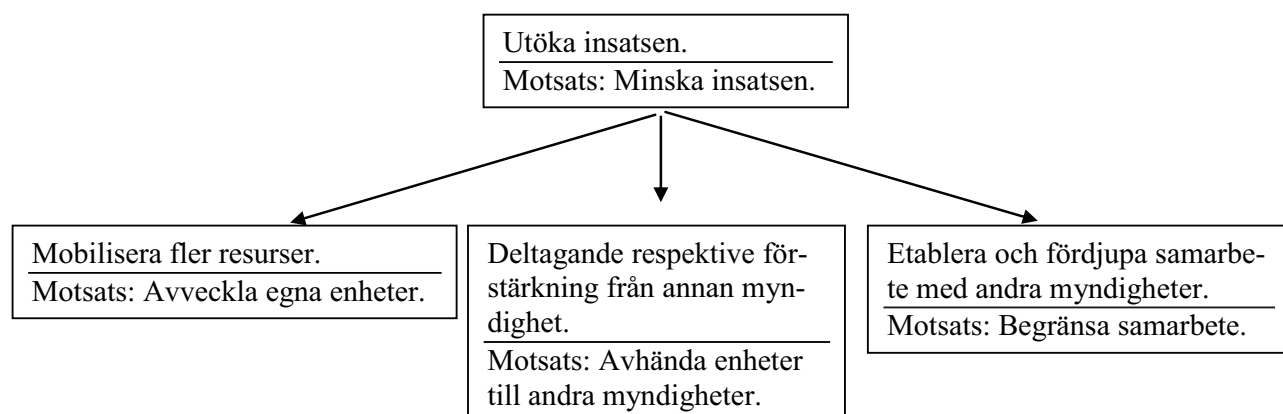 Utöka insatsen.
Motsats: Minska insatsen.
Mobilisera fler resurser.
Motsats: Avveckla egna enheter.
Deltagande respektive för-
stärkning från annan myn-
dighet.
Motsats: Avhända enheter
till andra myndigheter.
Etablera och fördjupa samarbe-
te med andra myndigheter.
Motsats: Begränsa samarbete.